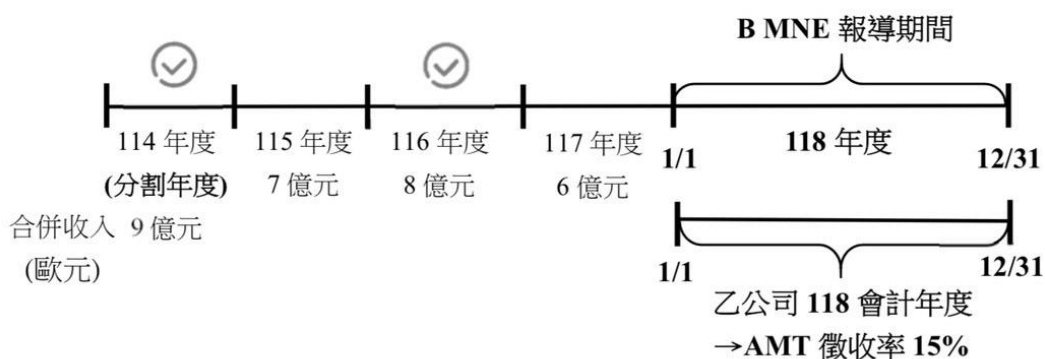 B MNE 報導期間
114 年度 115 年度 116 年度 117 年度 1/1 118 年度 12/31
(分割年度) 7 億元 8 億元 6 億元
合併收入 9 億元
(歐元)
1/1 12/31
乙公司 118 會計年度
→AMT 徵收率 15%